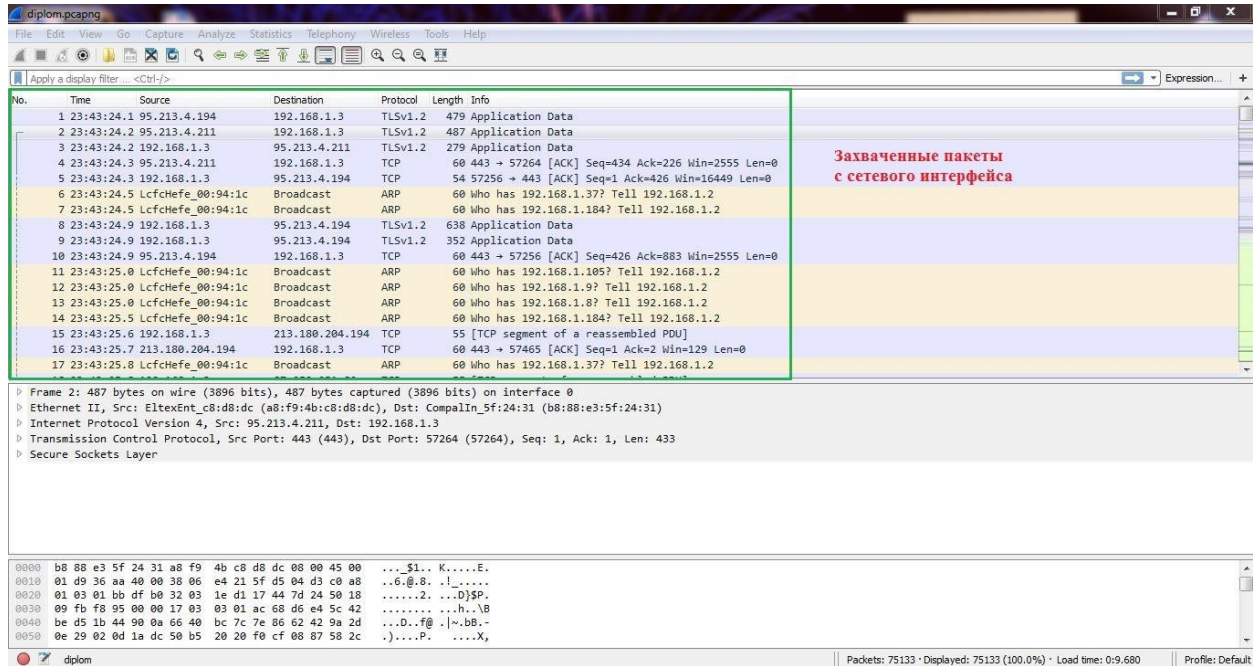 diplom.pcapng
File Edit View Go Capture Analyze Statistics Telephony Wireless Tools Help
Apply a display filter ... <Ctrl-/> Expression... +
No. Time Source Destination Protocol Length Info
1 23:43:24.1 95.213.4.194 192.168.1.3 TLSv1.2 479 Application Data
2 23:43:24.2 95.213.4.211 192.168.1.3 TLSv1.2 487 Application Data
3 23:43:24.2 192.168.1.3 95.213.4.211 TLSv1.2 279 Application Data
4 23:43:24.3 95.213.4.211 192.168.1.3 TCP 60 443 → 57264 [ACK] Seq=434 Ack=226 Win=2555 Len=0
5 23:43:24.3 192.168.1.3 95.213.4.194 TCP 54 57256 → 443 [ACK] Seq=1 Ack=426 Win=16449 Len=0
6 23:43:24.5 LcfcHefe_00:94:1c Broadcast ARP 60 Who has 192.168.1.37? Tell 192.168.1.2
7 23:43:24.5 LcfcHefe_00:94:1c Broadcast ARP 60 Who has 192.168.1.184? Tell 192.168.1.2
8 23:43:24.9 192.168.1.3 95.213.4.194 TLSv1.2 638 Application Data
9 23:43:24.9 192.168.1.3 95.213.4.194 TLSv1.2 352 Application Data
10 23:43:24.9 95.213.4.194 192.168.1.3 TCP 60 443 → 57256 [ACK] Seq=426 Ack=883 Win=2555 Len=0
11 23:43:25.0 LcfcHefe_00:94:1c Broadcast ARP 60 Who has 192.168.1.105? Tell 192.168.1.2
12 23:43:25.0 LcfcHefe_00:94:1c Broadcast ARP 60 Who has 192.168.1.9? Tell 192.168.1.2
13 23:43:25.0 LcfcHefe_00:94:1c Broadcast ARP 60 Who has 192.168.1.8? Tell 192.168.1.2
14 23:43:25.5 LcfcHefe_00:94:1c Broadcast ARP 60 Who has 192.168.1.184? Tell 192.168.1.2
15 23:43:25.6 192.168.1.3 213.180.204.194 TCP 55 [TCP segment of a reassembled PDU]
16 23:43:25.7 213.180.204.194 192.168.1.3 TCP 60 443 → 57465 [ACK] Seq=1 Ack=2 Win=129 Len=0
17 23:43:25.8 LcfcHefe_00:94:1c Broadcast ARP 60 Who has 192.168.1.37? Tell 192.168.1.2
Захваченные пакеты
с сетевого интерфейса
Frame 2: 487 bytes on wire (3896 bits), 487 bytes captured (3896 bits) on interface 0
Ethernet II, Src: EltexEnt_c8:d8:dc (a8:f9:4b:c8:d8:dc), Dst: CompalIn_5f:24:31 (b8:88:e3:5f:24:31)
Internet Protocol Version 4, Src: 95.213.4.211, Dst: 192.168.1.3
Transmission Control Protocol, Src Port: 443 (443), Dst Port: 57264 (57264), Seq: 1, Ack: 1, Len: 433
Secure Sockets Layer
0000 b8 88 e3 5f 24 31 a8 f9 4b c8 d8 dc 08 00 45 00 ..._$1.. K.....E.
0010 01 d9 36 aa 40 00 38 06 e4 21 5f d5 04 d3 c0 a8 ..6.@.8. .!_.....
0020 01 03 01 bb df b0 32 03 1e d1 17 44 7d 24 50 18 ......2. ...D}$P.
0030 09 fb f8 95 00 00 17 03 03 01 ac 68 d6 e4 5c 42 ........ ...h..\B
0040 be d5 1b 44 90 0a 66 40 bc 7c 7e 86 62 42 9a 2d ...D..f@ .|~.bB.-
0050 0e 29 02 0d 1a dc 50 b5 20 20 f0 cf 08 87 58 2c .)....P. ....X,
diplom Packets: 75133 · Displayed: 75133 (100.0%) · Load time: 0:9.680 Profile: Default